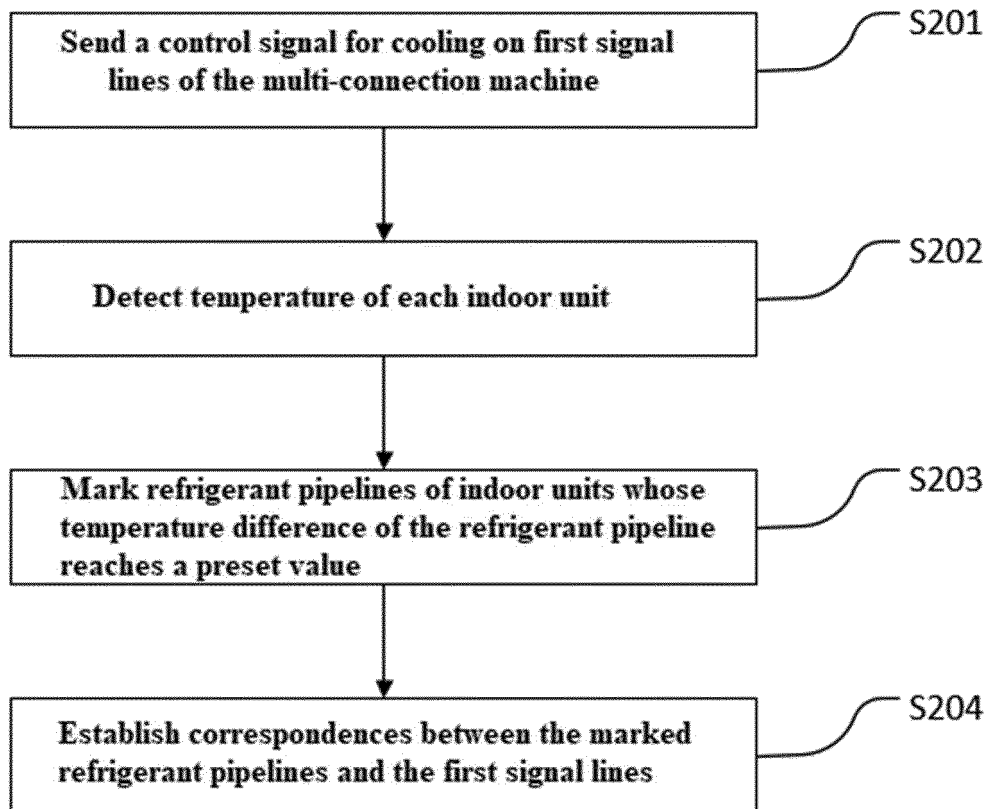 Send a control signal for cooling on first signal
lines of the multi-connection machine
S201
Detect temperature of each indoor unit
S202
Mark refrigerant pipelines of indoor units whose
temperature difference of the refrigerant pipeline
reaches a preset value
S203
Establish correspondences between the marked
refrigerant pipelines and the first signal lines
S204